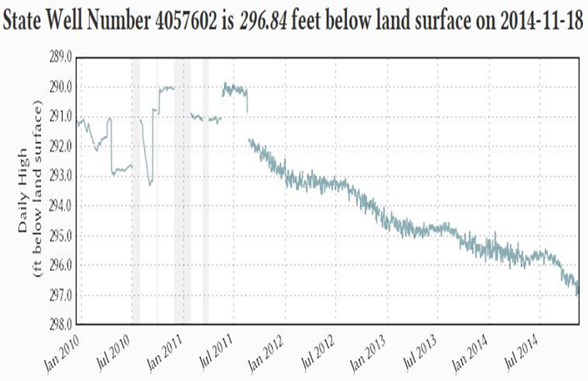 State Well Number 4057602 is 296.84 feet below land surface on 2014-11-18
Daily High
(ft below land surface)
289.0
290.0
291.0
292.0
293.0
294.0
295.0
296.0
297.0
298.0
Jan 2010
Jul 2010
Jan 2011
Jul 2011
Jan 2012
Jul 2012
Jan 2013
Jul 2013
Jan 2014
Jul 2014